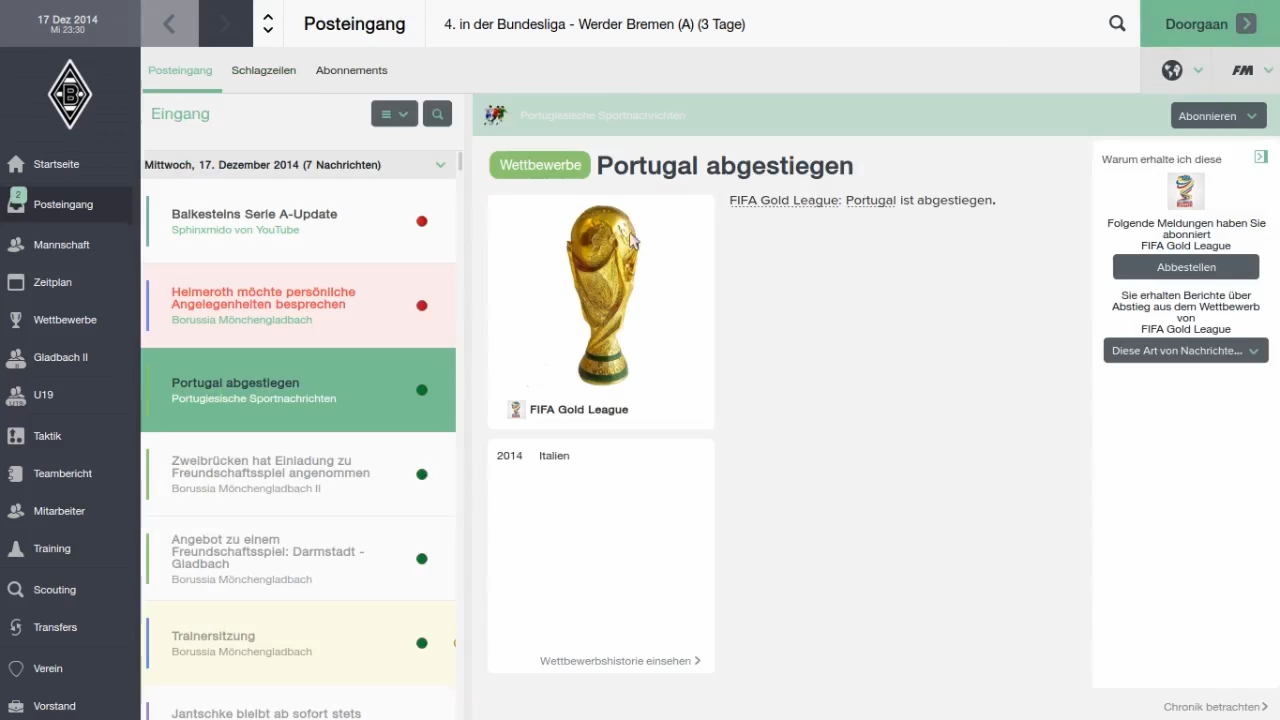 17 Dez 2014
Mi 23:30
Posteingang
4. in der Bundesliga - Werder Bremen (A) (3 Tage)
Doorgaan
Posteingang
Schlagzeilen
Abonnements
FM
Startseite
2
Posteingang
Mannschaft
Zeitplan
Wettbewerbe
Gladbach II
U19
Taktik
Teambericht
Mitarbeiter
Training
Scouting
Transfers
Verein
Vorstand
Eingang
Mittwoch, 17. Dezember 2014 (7 Nachrichten)
Balkesteins Serie A-Update
Sphinxmido von YouTube
Heimeroth möchte persönliche
Angelegenheiten besprechen
Borussia Mönchengladbach
Portugal abgestiegen
Portugiesische Sportnachrichten
Zweibrücken hat Einladung zu
Freundschaftsspiel angenommen
Borussia Mönchengladbach II
Angebot zu einem
Freundschaftsspiel: Darmstadt -
Gladbach
Borussia Mönchengladbach
Trainersitzung
Borussia Mönchengladbach
Jantschke bleibt ab sofort stets
Portugiesische Sportnachrichten
Abonnieren
Wettbewerbe
Portugal abgestiegen
FIFA Gold League: Portugal ist abgestiegen.
FIFA Gold League
2014 Italien
Wettbewerbshistorie einsehen
Warum erhalte ich diese
Folgende Meldungen haben Sie
abonniert
FIFA Gold League
Abbestellen
Sie erhalten Berichte über
Abstieg aus dem Wettbewerb
von
FIFA Gold League
Diese Art von Nachrichte...
Chronik betrachten